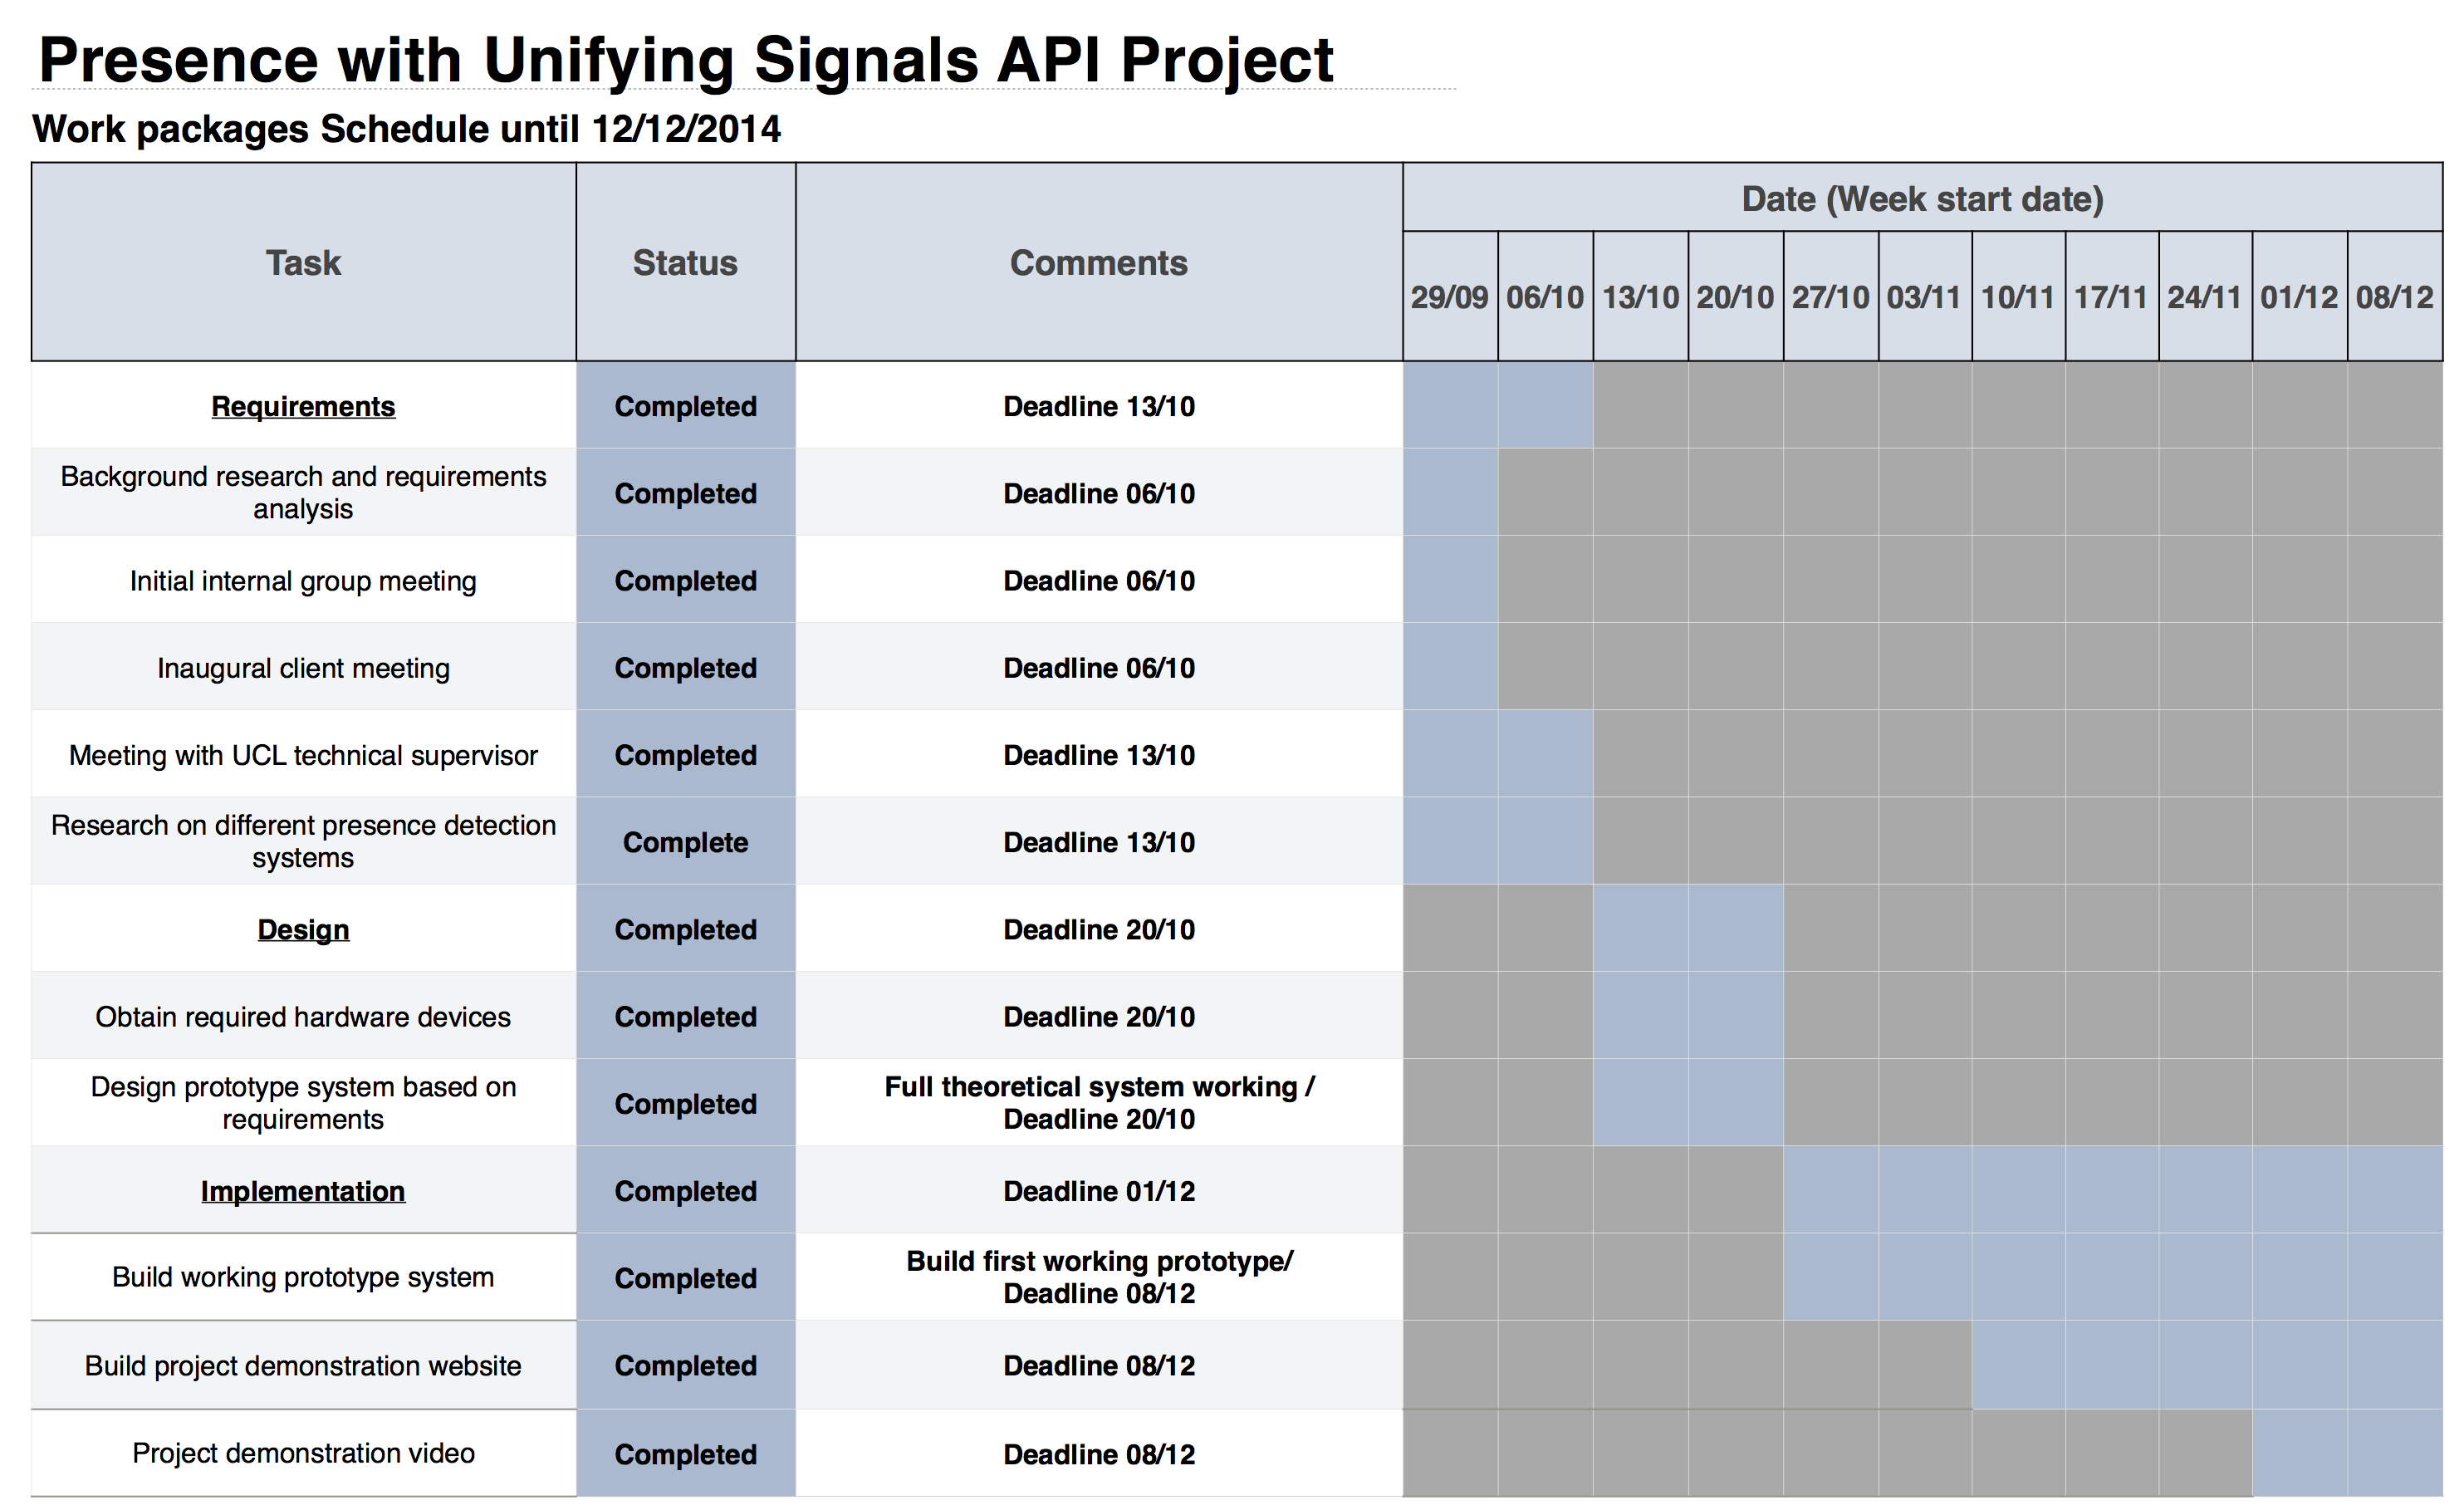 Presence with Unifying Signals API Project
Work packages Schedule until 12/12/2014
Task
Status
Comments
Date (Week start date)
29/09 06/10 13/10 20/10 27/10 03/11 10/11 17/11 24/11 01/12 08/12
Requirements
Completed
Deadline 13/10
Background research and requirements
analysis
Completed
Deadline 06/10
Initial internal group meeting
Completed
Deadline 06/10
Inaugural client meeting
Completed
Deadline 06/10
Meeting with UCL technical supervisor
Completed
Deadline 13/10
Research on different presence detection
systems
Complete
Deadline 13/10
Design
Completed
Deadline 20/10
Obtain required hardware devices
Completed
Deadline 20/10
Design prototype system based on
requirements
Completed
Full theoretical system working /
Deadline 20/10
Implementation
Completed
Deadline 01/12
Build working prototype system
Completed
Build first working prototype/
Deadline 08/12
Build project demonstration website
Completed
Deadline 08/12
Project demonstration video
Completed
Deadline 08/12